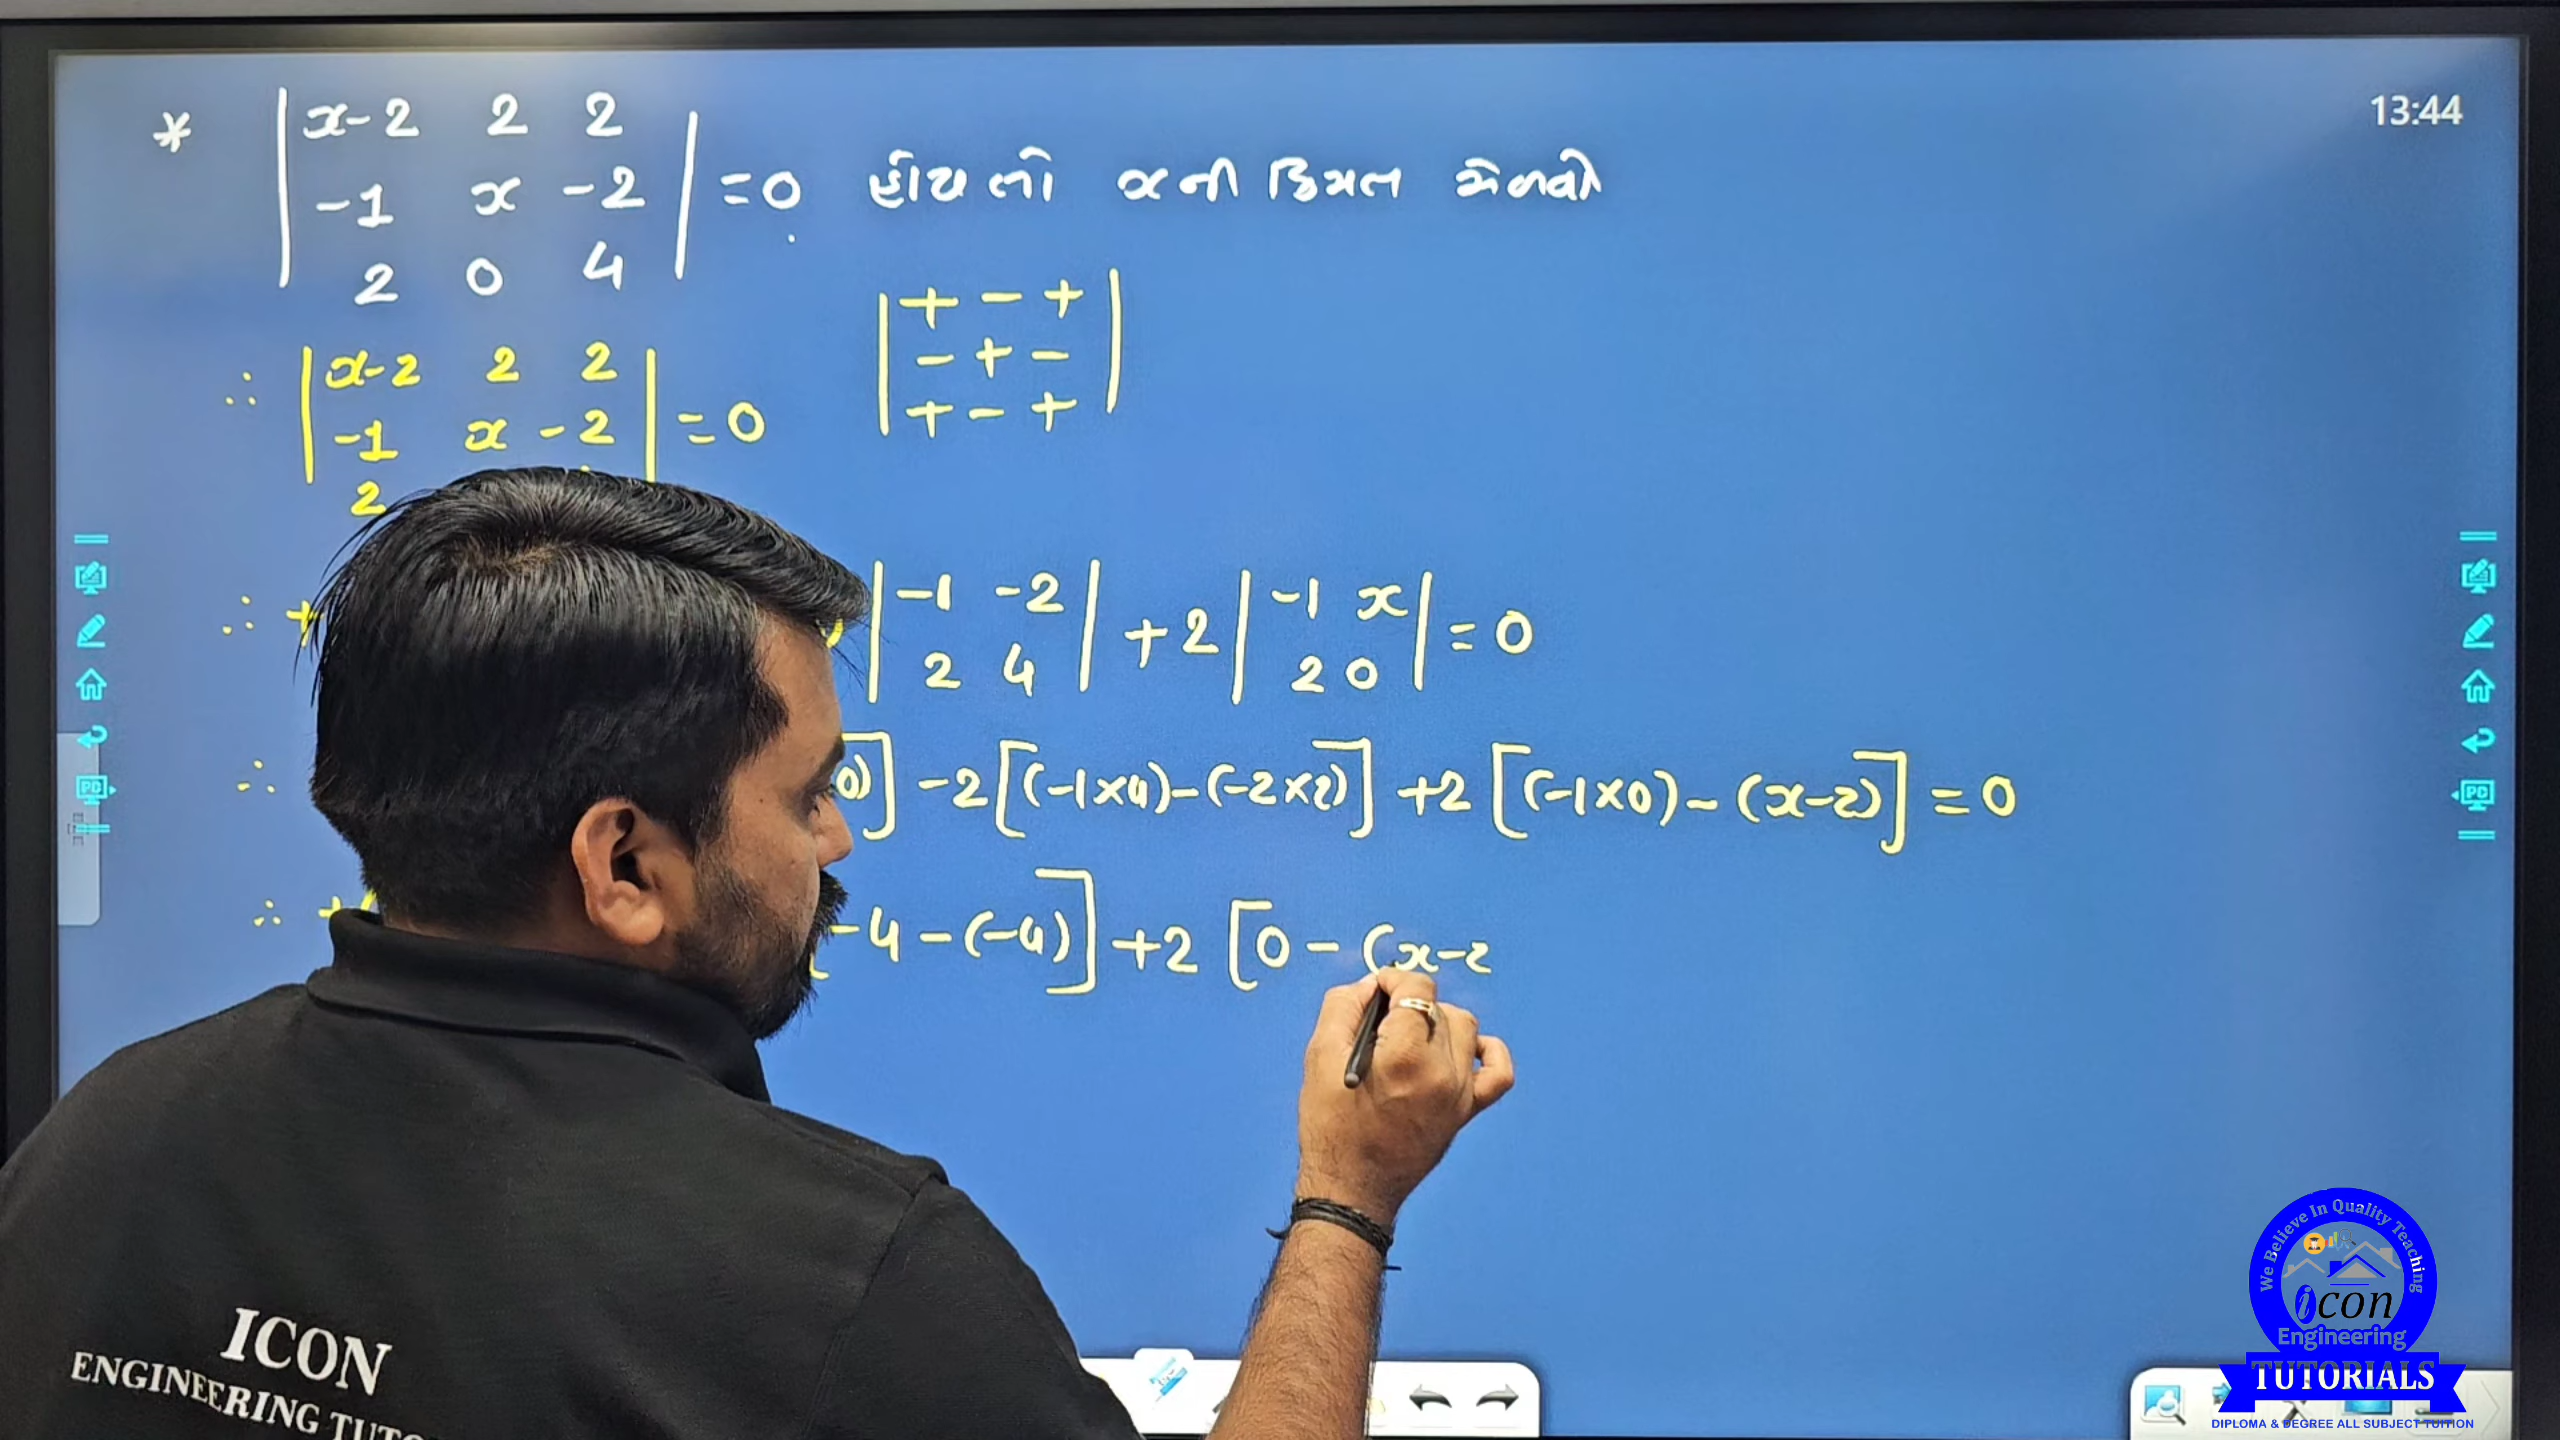 13:44
* | x-2 2 2 |
| -1 x -2 | = 0 હોય તો x ની કિંમત મેળવો
| 2 0 4 |
| + - + |
| - + - |
| + - + |
∴ | x-2 2 2 |
| -1 x -2 | = 0
2
∴ + | -1 -2 | + 2 | -1 x | = 0
| 2 4 | | 2 0 |
∴ 0)] -2 [(-1×4)-(-2×2)] +2 [(-1×0) - (x-2)] = 0
∴ +( -4 -(-4)] +2 [0 - (x-2
ICON
ENGINEERING TUTO
We Believe In Quality Teaching
icon
Engineering
TUTORIALS
DIPLOMA & DEGREE ALL SUBJECT TUITION